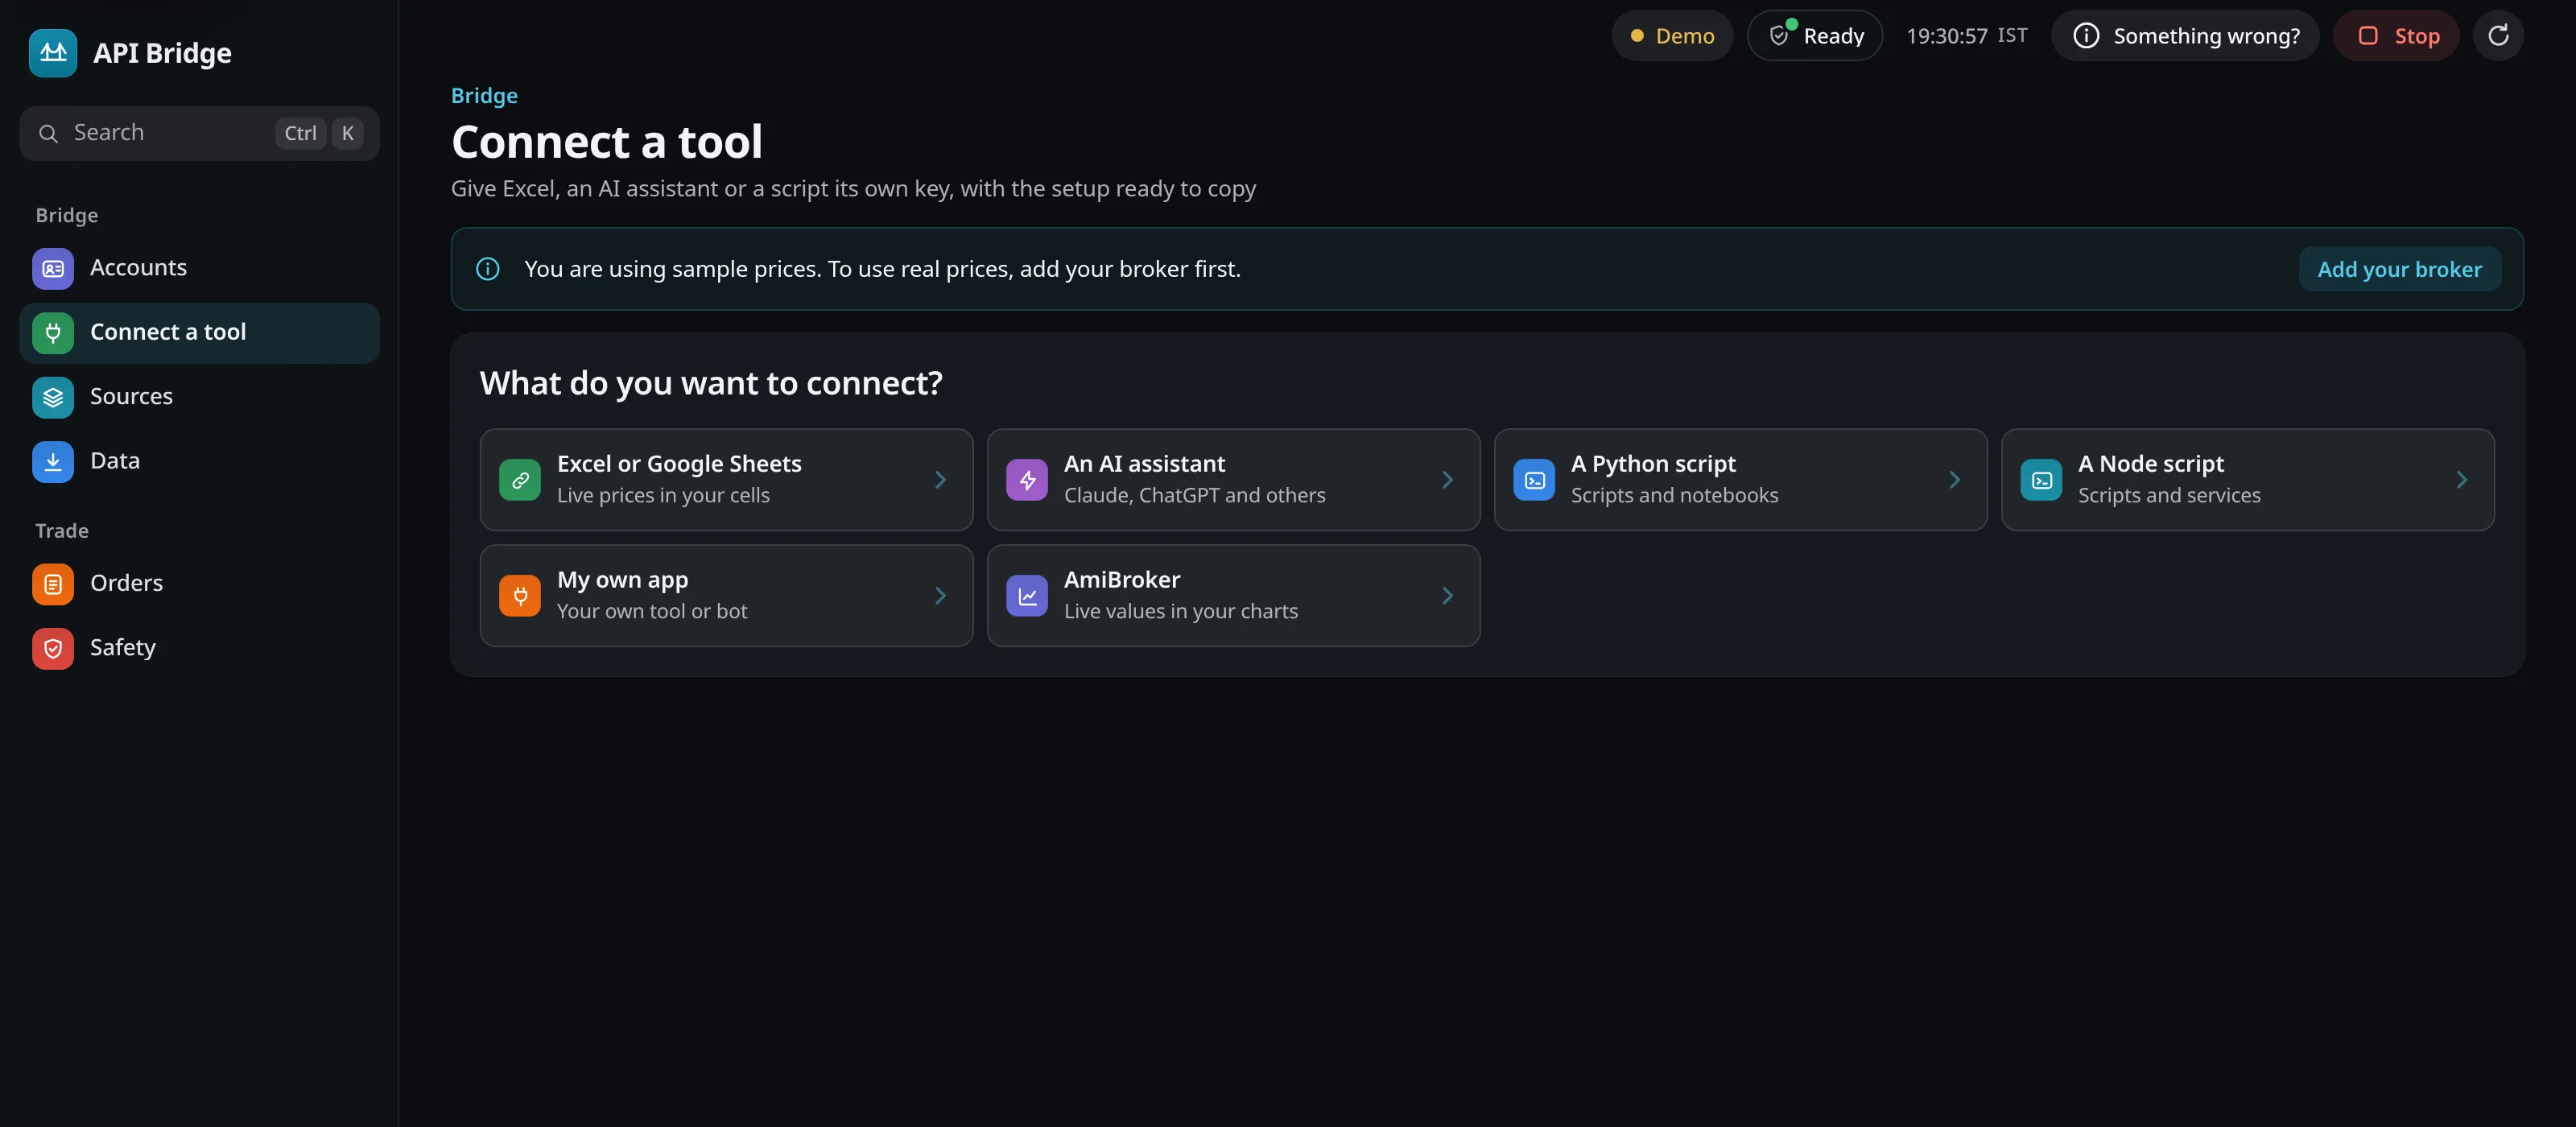 API Bridge
Search Ctrl K
Bridge
Accounts
Connect a tool
Sources
Data
Trade
Orders
Safety
Demo
Ready
19:30:57 IST
Something wrong?
Stop
Bridge
Connect a tool
Give Excel, an AI assistant or a script its own key, with the setup ready to copy
You are using sample prices. To use real prices, add your broker first.
Add your broker
What do you want to connect?
Excel or Google Sheets
Live prices in your cells
An AI assistant
Claude, ChatGPT and others
A Python script
Scripts and notebooks
A Node script
Scripts and services
My own app
Your own tool or bot
AmiBroker
Live values in your charts